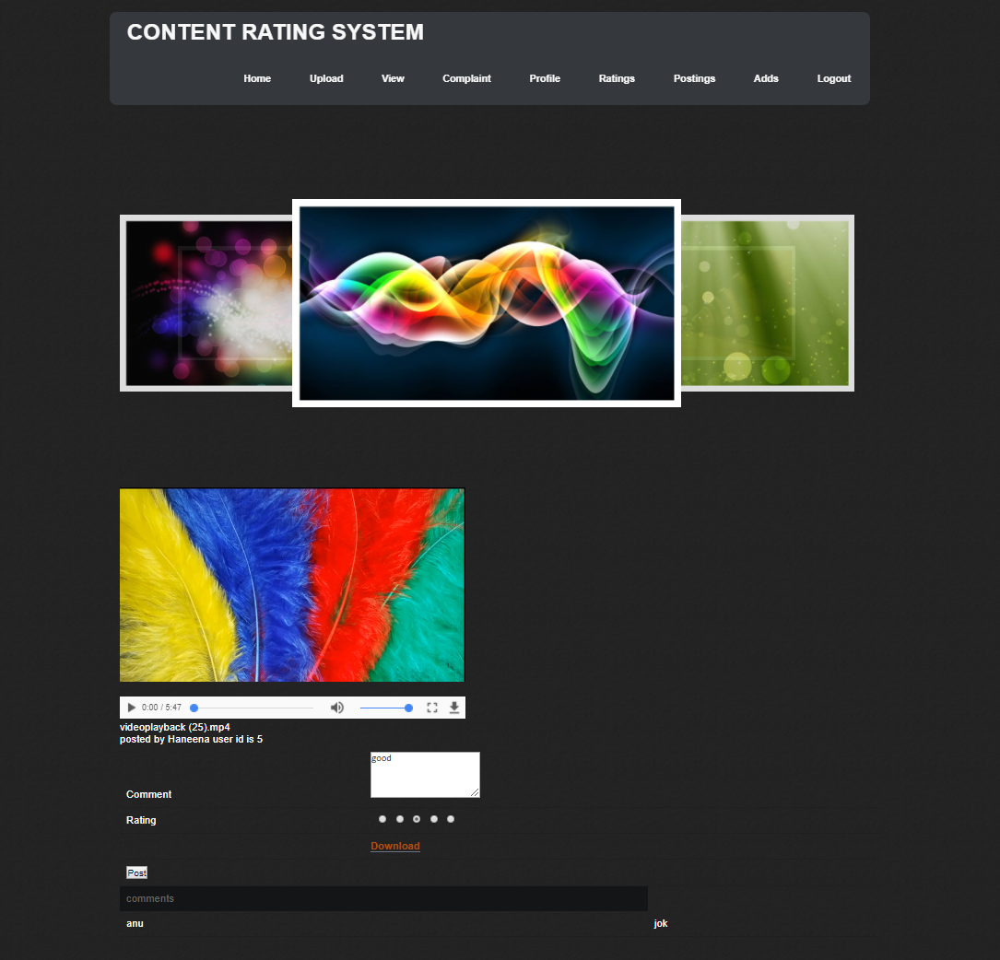 CONTENT RATING SYSTEM
Home Upload View Complaint Profile Ratings Postings Adds Logout
0:00 / 5:47
videoplayback (25).mp4
posted by Haneena user id is 5
good
Comment
Rating
Download
Post
comments
anu jok